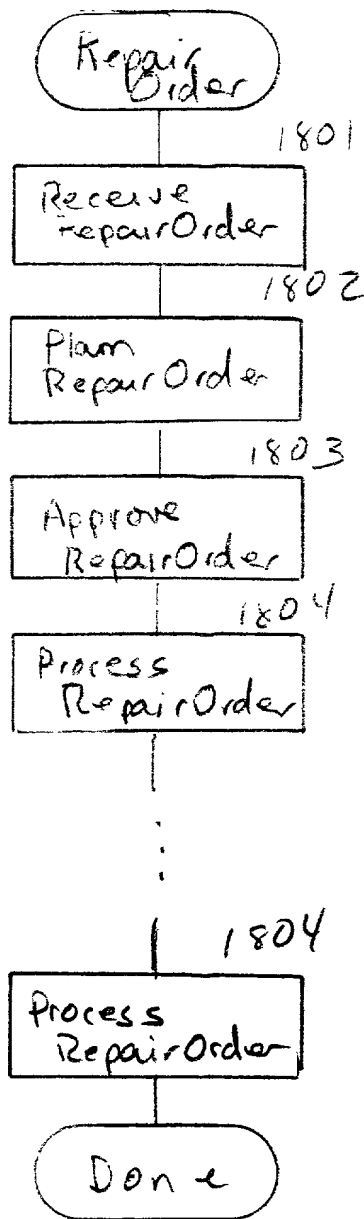 Repair
Order
1801
Receive
repairOrder
1802
Plan
RepairOrder
1803
Approve
RepairOrder
1804
Process
RepairOrder
1804
Process
RepairOrder
Done